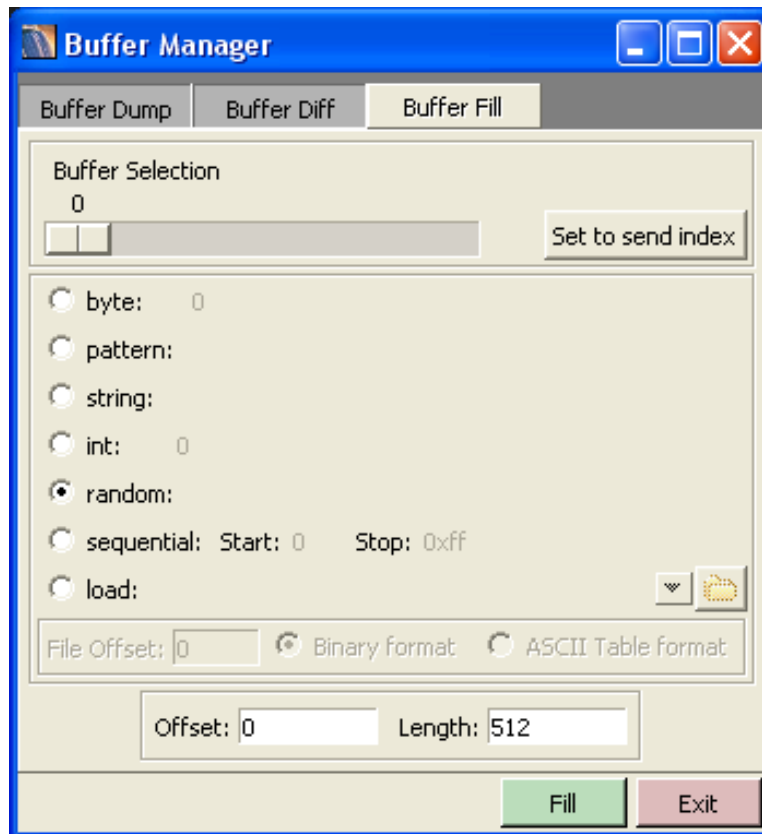 Buffer Manager
Buffer Dump Buffer Diff Buffer Fill
Buffer Selection
0
Set to send index
byte: 0
pattern:
string:
int: 0
random:
sequential: Start: 0 Stop: 0xff
load:
File Offset: 0 Binary format ASCII Table format
Offset: 0 Length: 512
Fill Exit